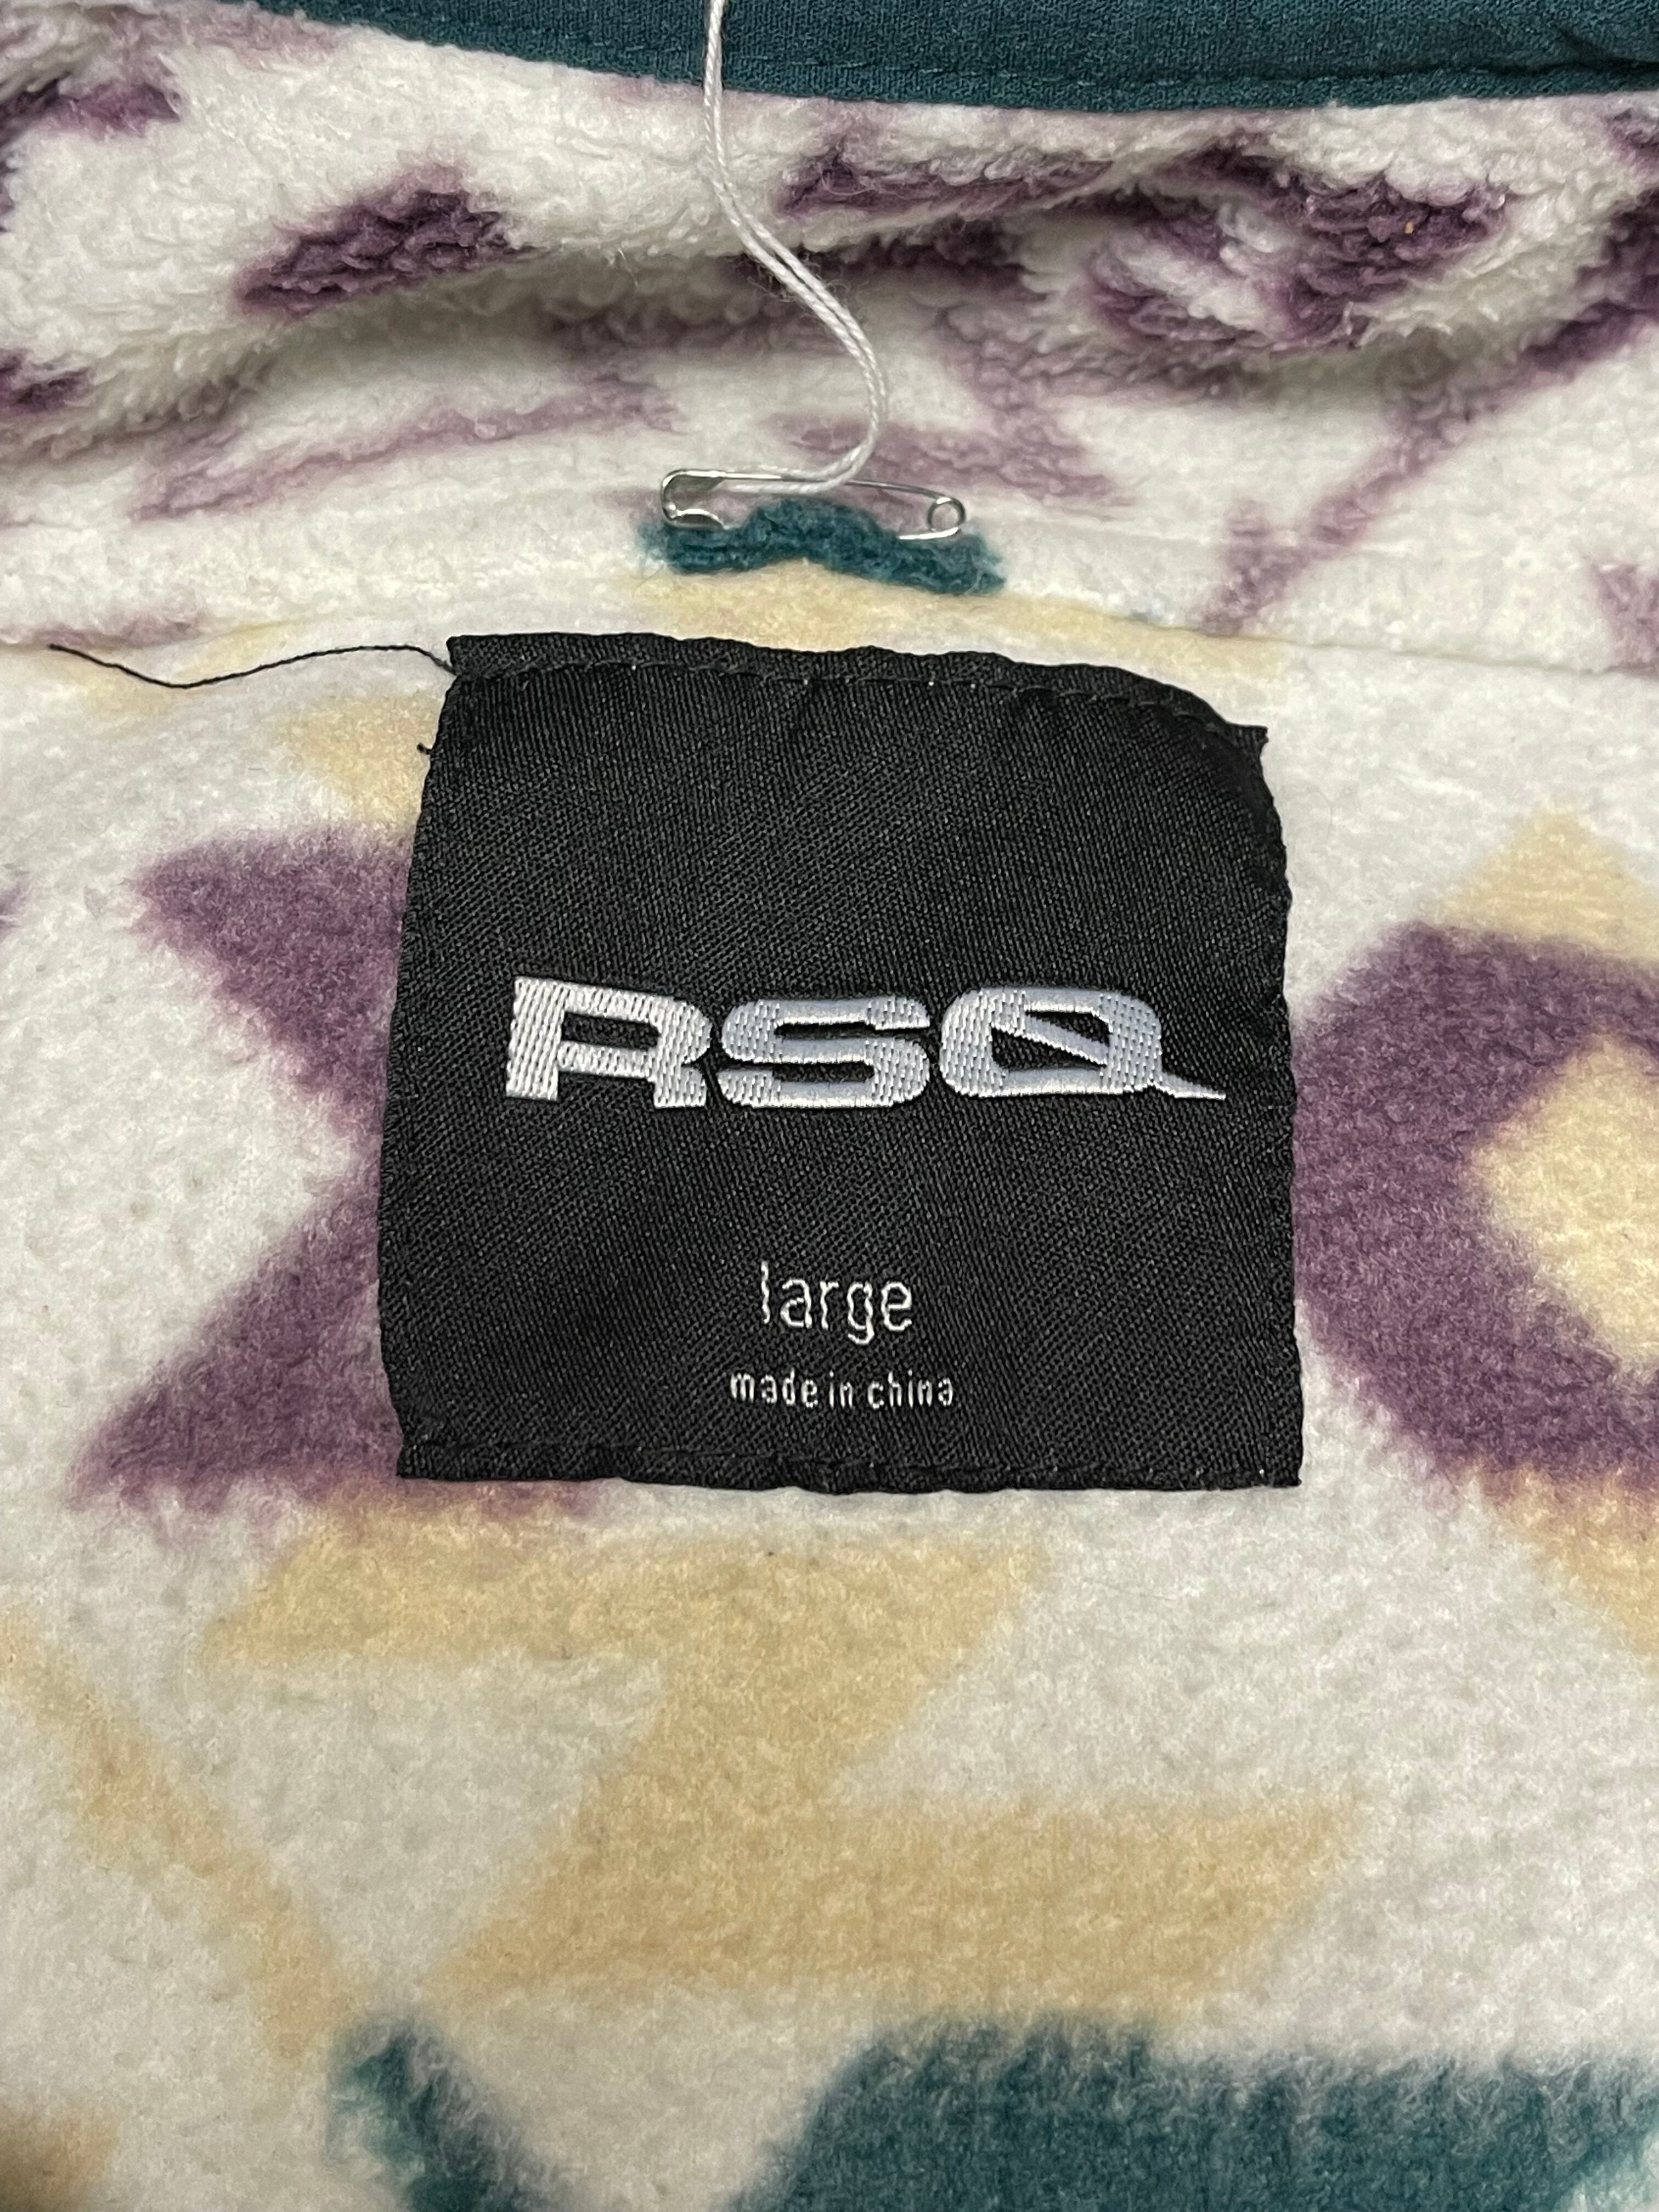 RSQ
large
made in china